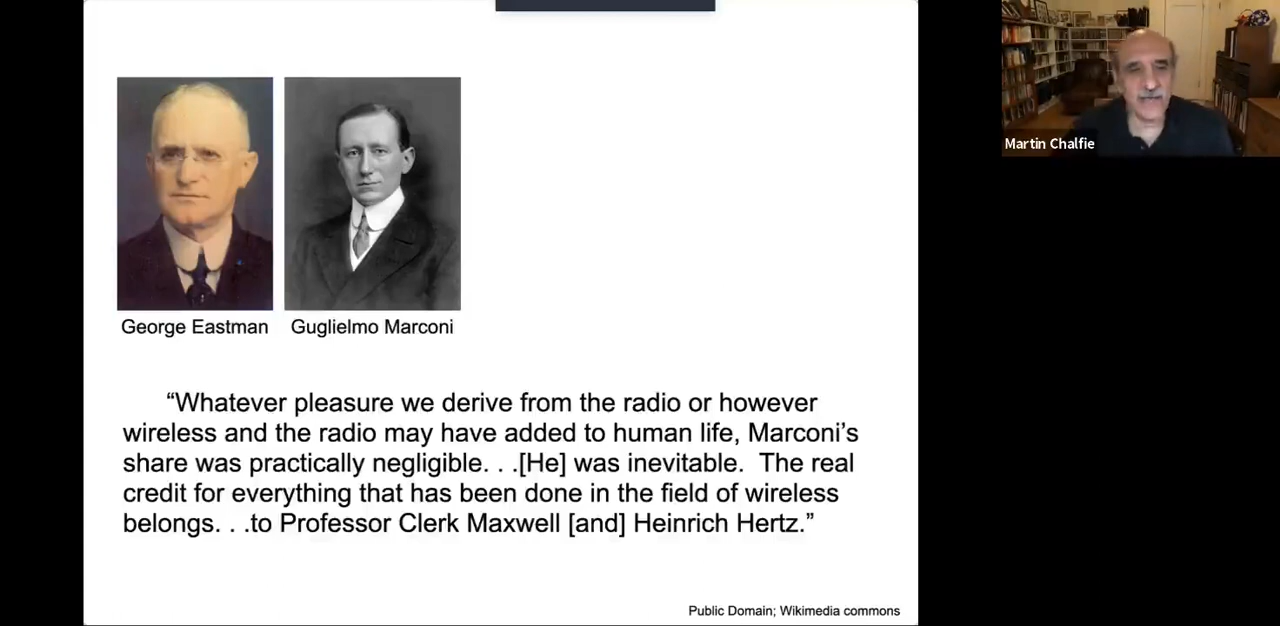 Martin Chalfie
George Eastman
Guglielmo Marconi
“Whatever pleasure we derive from the radio or however
wireless and the radio may have added to human life, Marconi’s
share was practically negligible. . .[He] was inevitable.  The real
credit for everything that has been done in the field of wireless
belongs. . .to Professor Clerk Maxwell [and] Heinrich Hertz.”
Public Domain; Wikimedia commons